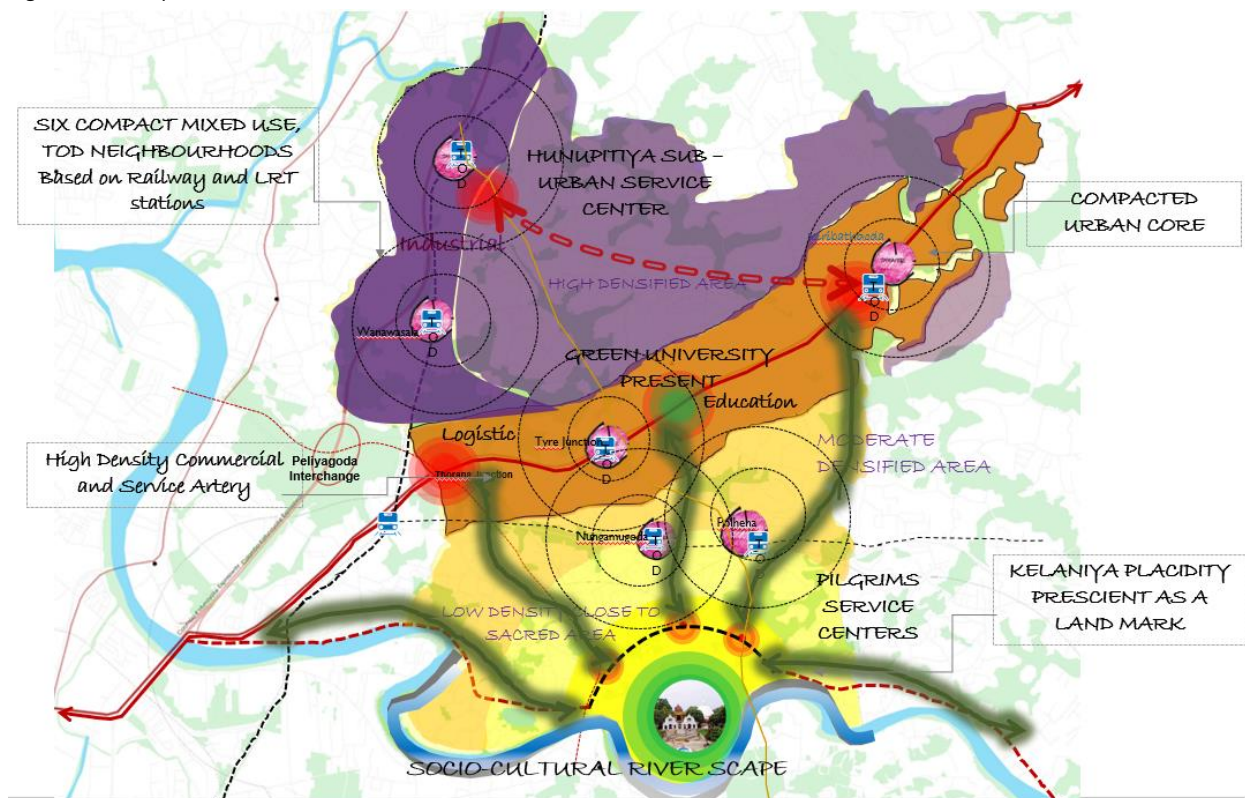 SIX COMPACT MIXED USE,
TOD NEIGHBOURHOODS
Based on Railway and LRT
stations
HUNUPITIYA SUB –
URBAN SERVICE
CENTER
COMPACTED
URBAN CORE
Industrial
HIGH DENSIFIED AREA
Wanawasala
GREEN UNIVERSITY
PRESENT
Education
Logistic
Tyre Junction
MODERATE
DENSIFIED AREA
High Density Commercial
and Service Artery
Peliyagoda
Interchange
Thorana Junction
Nungamugoda
Polheha
PILGRIMS
SERVICE
CENTERS
KELANIYA PLACIDITY
PRESCIENT AS A
LAND MARK
LOW DENSITY CLOSE TO
SACRED AREA
SOCIO-CULTURAL RIVER SCAPE